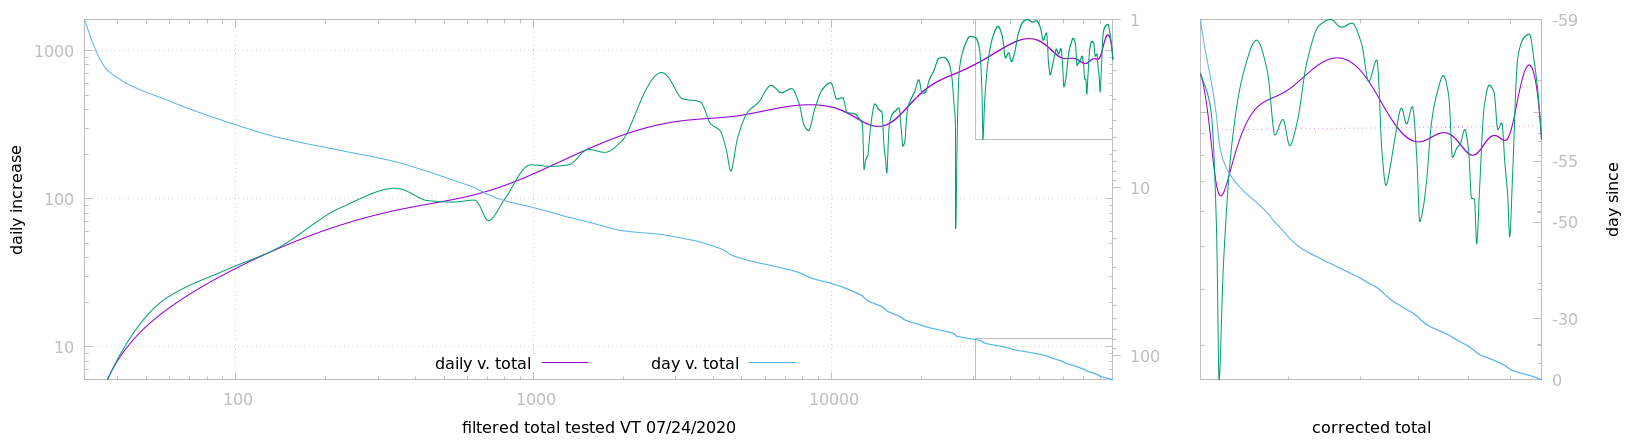 daily increase
1000
100
10
100
1000
10000
filtered total tested VT 07/24/2020
daily v. total
day v. total
1
10
100
corrected total
-59
-55
-50
-30
0
day since